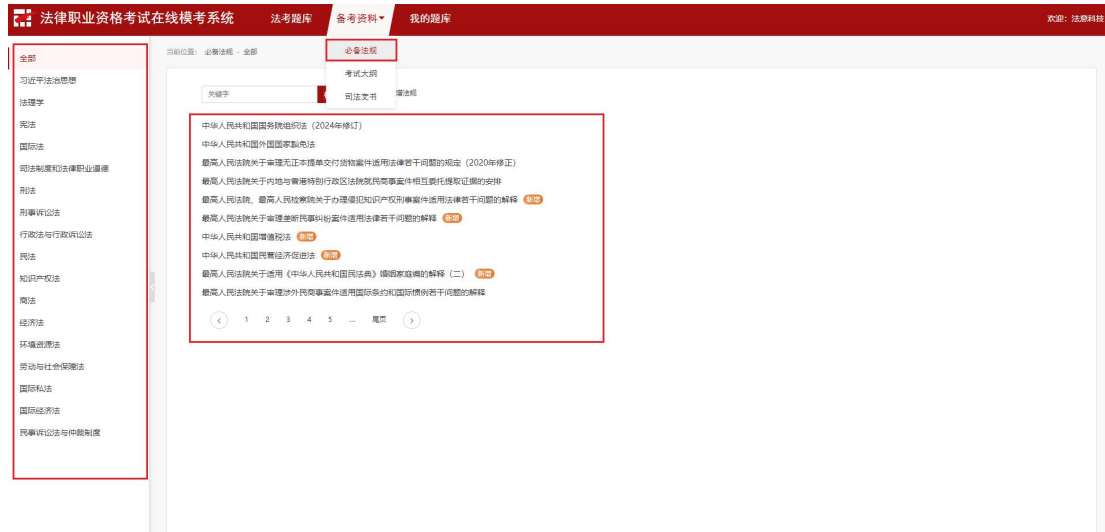 法律职业资格考试在线模考系统 法考题库 备考资料 我的题库 欢迎：法意科技
必备法规
考试大纲
司法文书
全部
习近平法治思想
法理学
宪法
国际法
司法制度和法律职业道德
刑法
刑事诉讼法
行政法与行政诉讼法
民法
知识产权法
商法
经济法
环境资源法
劳动与社会保障法
国际私法
国际经济法
民事诉讼法与仲裁制度
当前位置： 必备法规 - 全部
关键字 增法规
中华人民共和国国务院组织法（2024年修订）
中华人民共和国外国国家豁免法
最高人民法院关于审理无正本提单交付货物案件适用法律若干问题的规定（2020年修正）
最高人民法院关于内地与香港特别行政区法院就民商事案件相互委托提取证据的安排
最高人民法院、最高人民检察院关于办理侵犯知识产权刑事案件适用法律若干问题的解释 新增
最高人民法院关于审理垄断民事纠纷案件适用法律若干问题的解释 新增
中华人民共和国增值税法 新增
中华人民共和国民营经济促进法 新增
最高人民法院关于适用《中华人民共和国民法典》婚姻家庭编的解释（二） 新增
最高人民法院关于审理涉外民商事案件适用国际条约和国际惯例若干问题的解释
1 2 3 4 5 ... 尾页